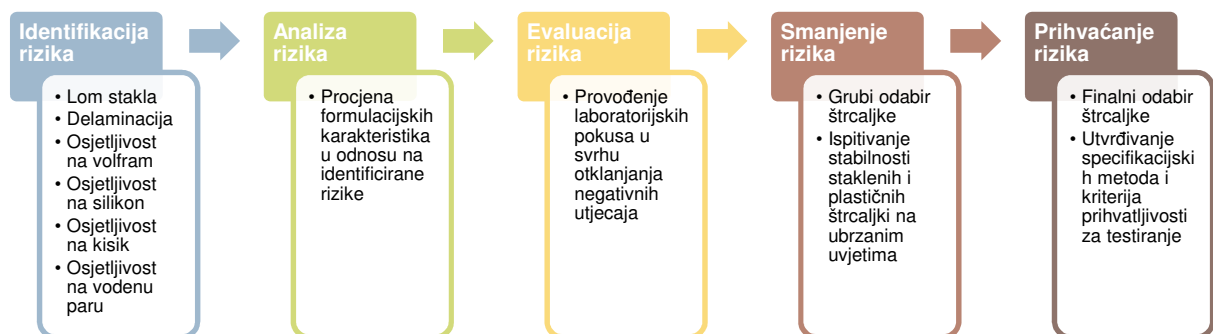 Identifikacija
rizika
• Lom stakla
• Delaminacija
• Osjetljivost
na volfram
• Osjetljivost
na silikon
• Osjetljivost
na kisik
• Osjetljivost
na vodenu
paru
Analiza
rizika
• Procjena
formulacijskih
karakteristika
u odnosu na
identificirane
rizike
Evaluacija
rizika
• Provođenje
laboratorijskih
pokusa u
svrhu
otklanjanja
negativnih
utjecaja
Smanjenje
rizika
• Grubi odabir
štrcaljke
• Ispitivanje
stabilnosti
staklenih i
plastičnih
štrcaljki na
ubrzanim
uvjetima
Prihvaćanje
rizika
• Finalni odabir
štrcaljke
• Utvrđivanje
specifikacijski
h metoda i
kriterija
prihvatljivosti
za testiranje